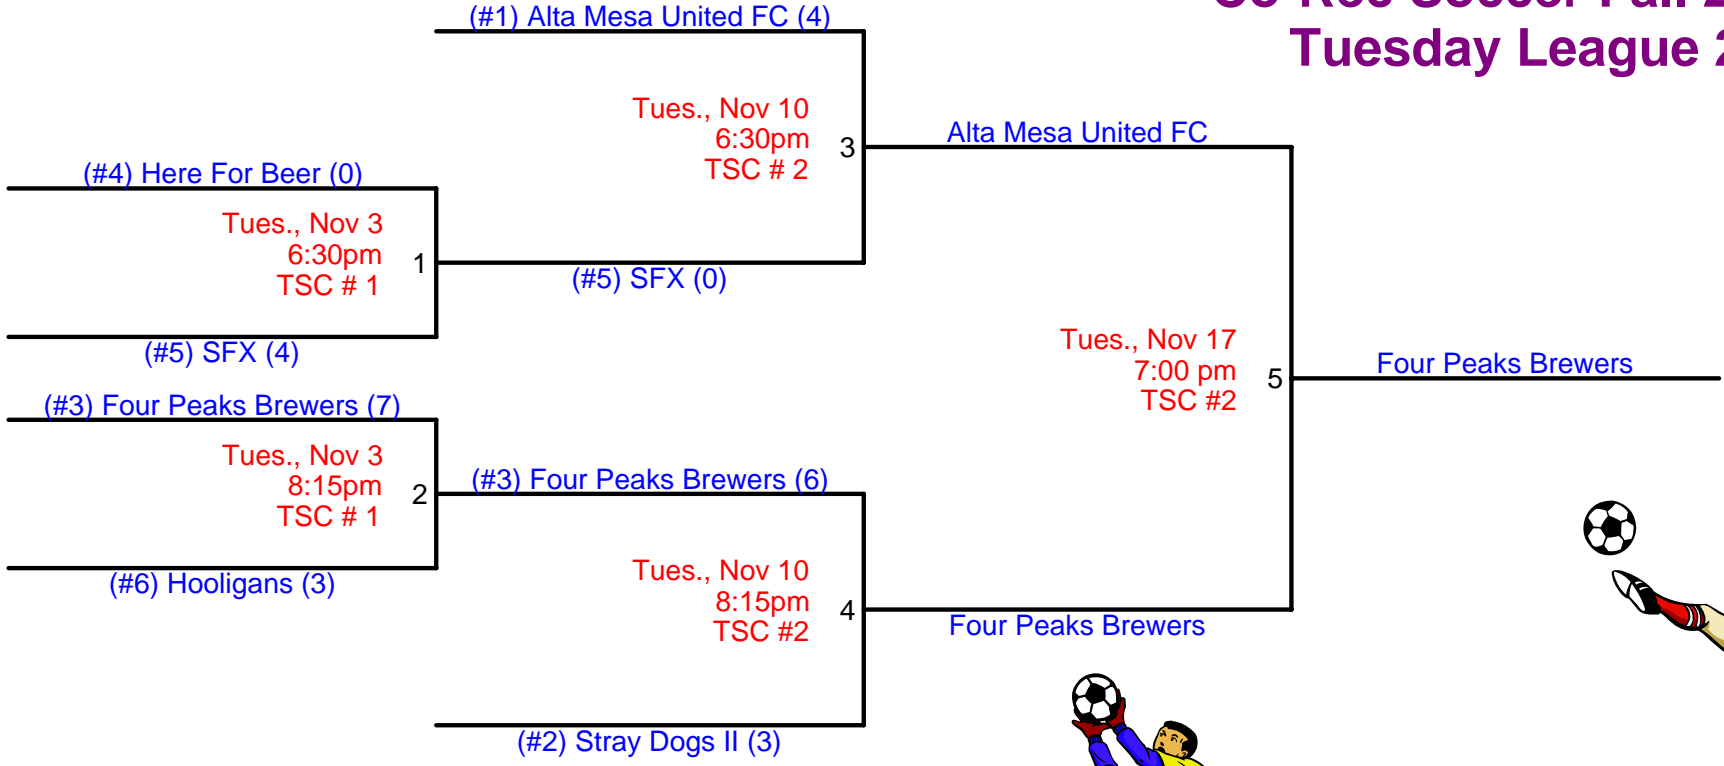 Tuesday League
(#1) Alta Mesa United FC (4)
Tues., Nov 10
6:30pm
TSC # 2
3
Alta Mesa United FC
(#4) Here For Beer (0)
Tues., Nov 3
6:30pm
TSC # 1
1
(#5) SFX (0)
(#5) SFX (4)
Tues., Nov 17
7:00 pm
TSC #2
5
Four Peaks Brewers
(#3) Four Peaks Brewers (7)
Tues., Nov 3
8:15pm
TSC # 1
2
(#3) Four Peaks Brewers (6)
(#6) Hooligans (3)
Tues., Nov 10
8:15pm
TSC #2
4
Four Peaks Brewers
(#2) Stray Dogs II (3)